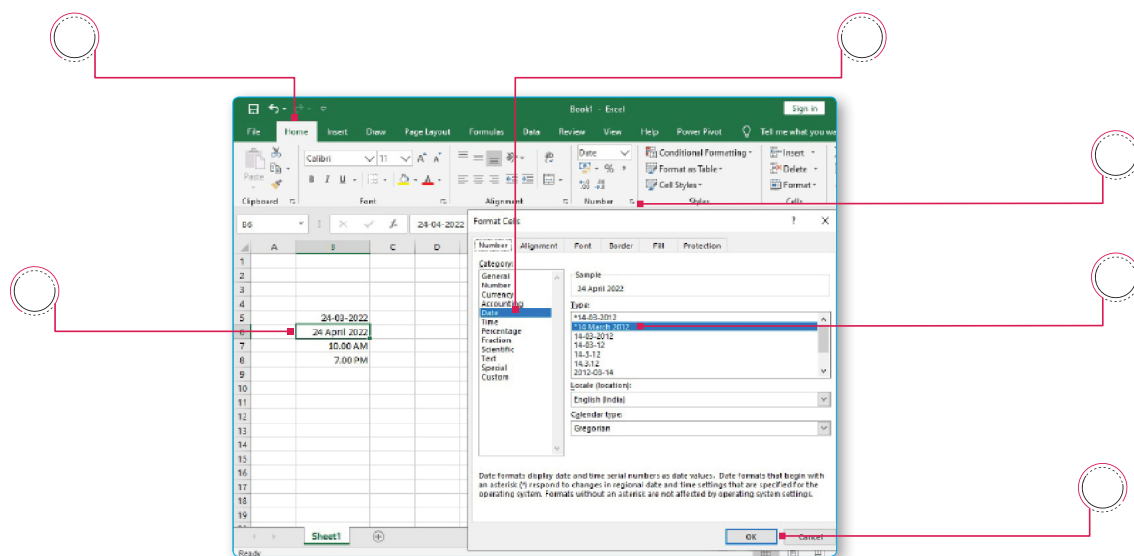 Book1 - Excel
Sign in
File Home Insert Draw Page Layout Formulas Data Review View Help Power Pivot Tell me what you wa
Calibri 11 A A Date Conditional Formatting Insert
Paste B I U A % , Format as Table Delete
Cell Styles Format
Clipboard Font Alignment Number Styles Cells
B6 24-04-2022
Format Cells ? X
Number Alignment Font Border Fill Protection
Category:
General
Number
Currency
Accounting
Date
Time
Percentage
Fraction
Scientific
Text
Special
Custom
Sample
24 April 2022
Type:
*14-03-2012
*14 March 2012
14-03-2012
14-03-12
14-3-12
14.3.12
2012-03-14
Locale (location):
English (India)
Calendar type:
Gregorian
Date formats display date and time serial numbers as date values. Date formats that begin with
an asterisk (*) respond to changes in regional date and time settings that are specified for the
operating system. Formats without an asterisk are not affected by operating system settings.
OK Cancel
A B C D
1
2
3
4
5 24-03-2022
6 24 April 2022
7 10.00 AM
8 7.00 PM
9
10
11
12
13
14
15
16
17
18
19
Sheet1
Ready